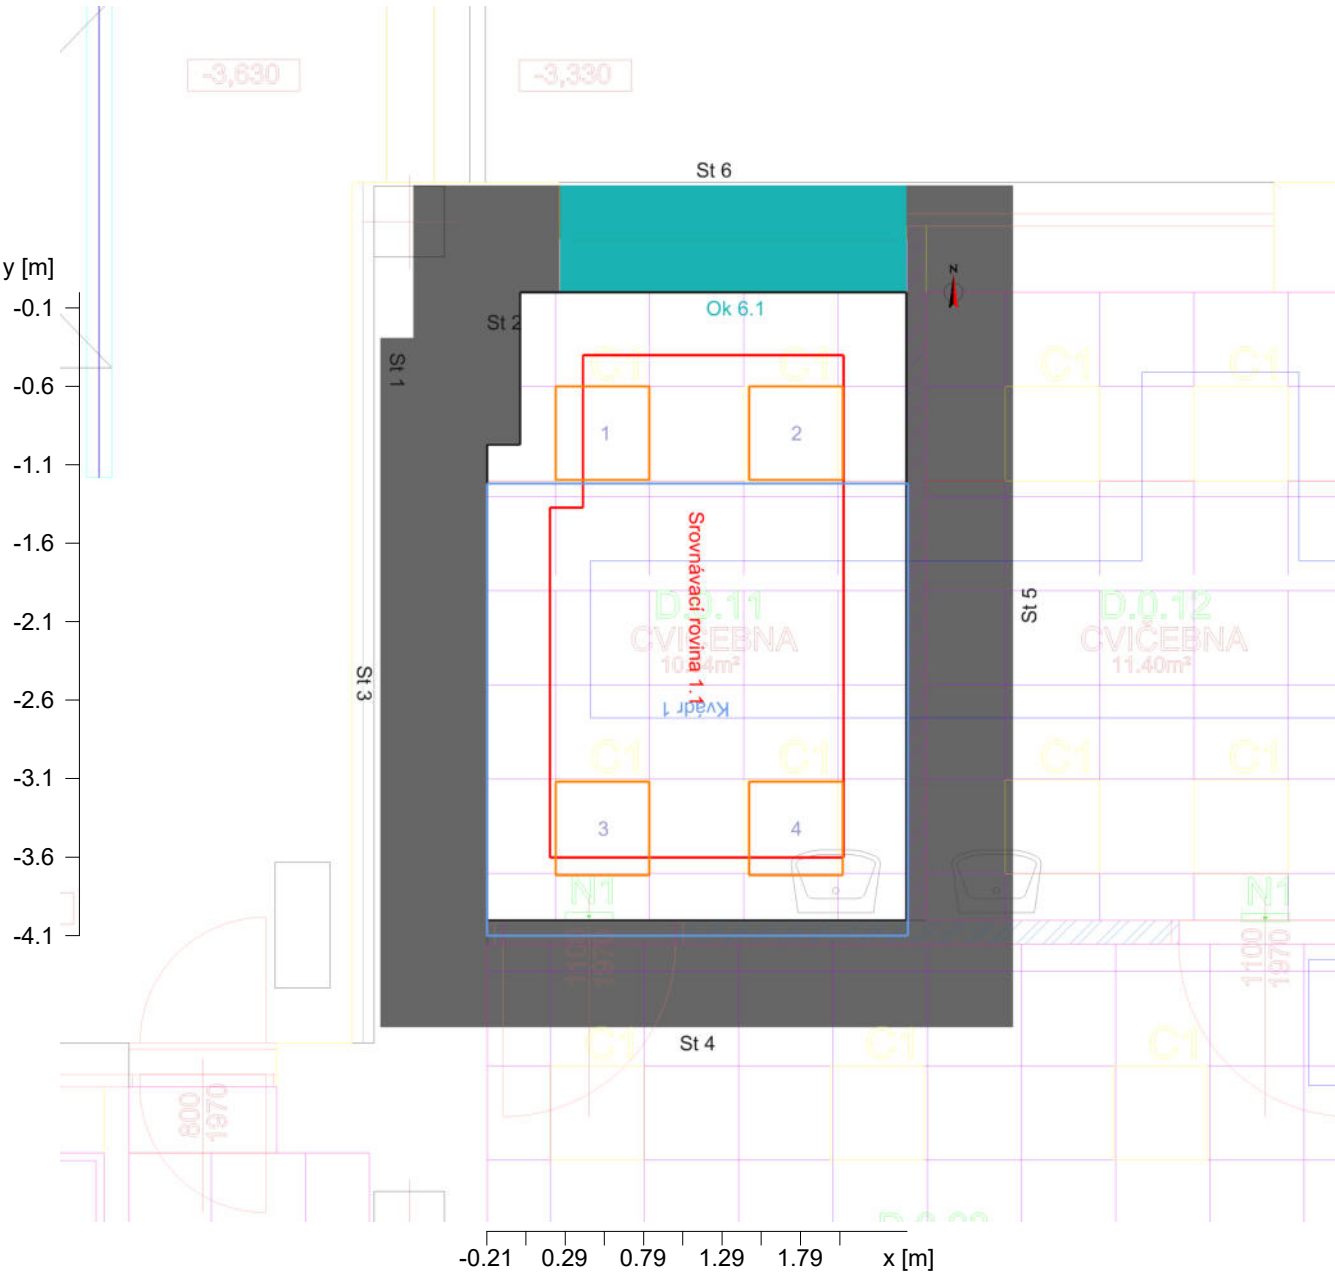 -3,630 -3,330
St 6
y [m]
N
-0.1
Ok 6.1
St 2
St 1
C1 C1 C1 C1
-0.6
1 2
-1.1
-1.6
Srovnávací rovina 1.1
-2.1
D.0.11 D.0.12
St 5
CVIČEBNA CVIČEBNA
11.40m²
-2.6
St 3
Kvádr 1
-3.1
C1 C1 C1 C1
3 4
-3.6
N1 N1
-4.1
1100
1970
1100
1970
St 4
C1 C1 C1
800
1970
-0.21 0.29 0.79 1.29 1.79 x [m]